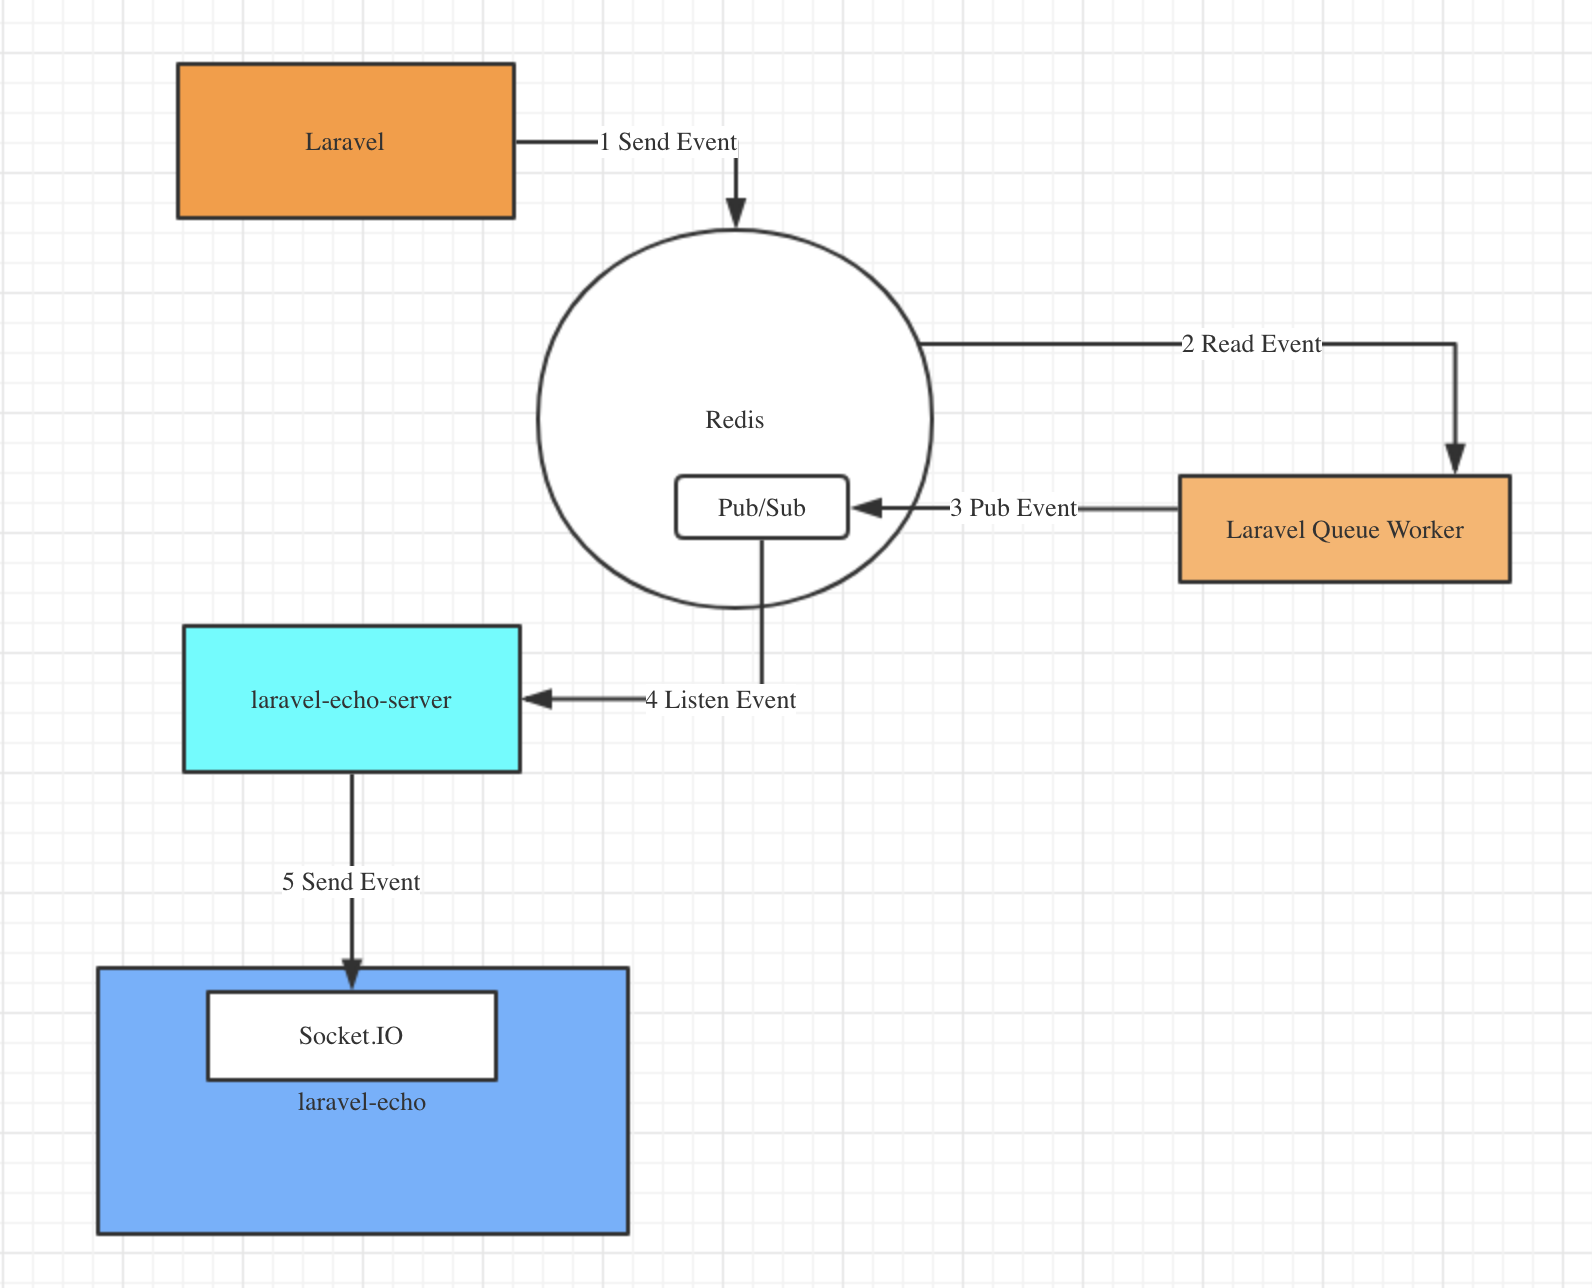 Laravel
1 Send Event
2 Read Event
Redis
Pub/Sub
3 Pub Event
Laravel Queue Worker
laravel-echo-server
4 Listen Event
5 Send Event
Socket.IO
laravel-echo